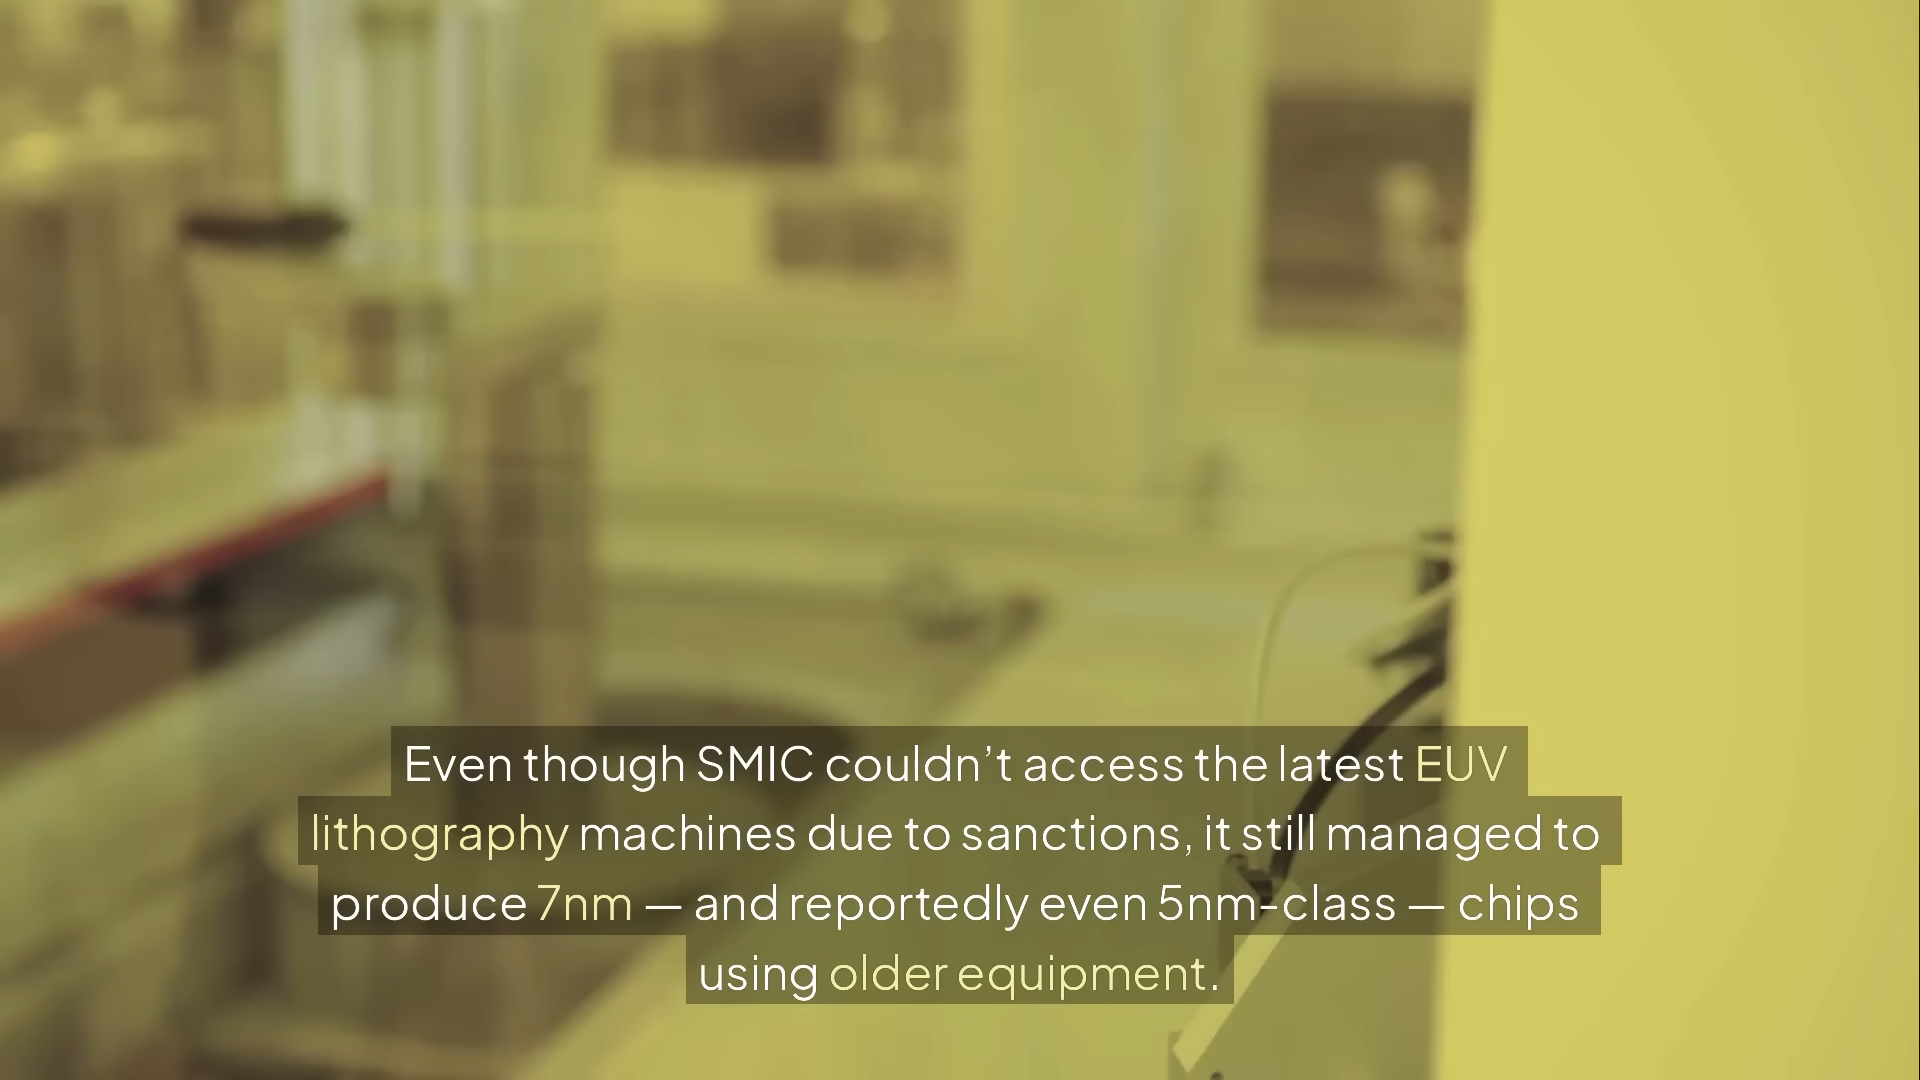 Even though SMIC couldn’t access the latest EUV
lithography machines due to sanctions, it still managed to
produce 7nm — and reportedly even 5nm-class — chips
using older equipment.